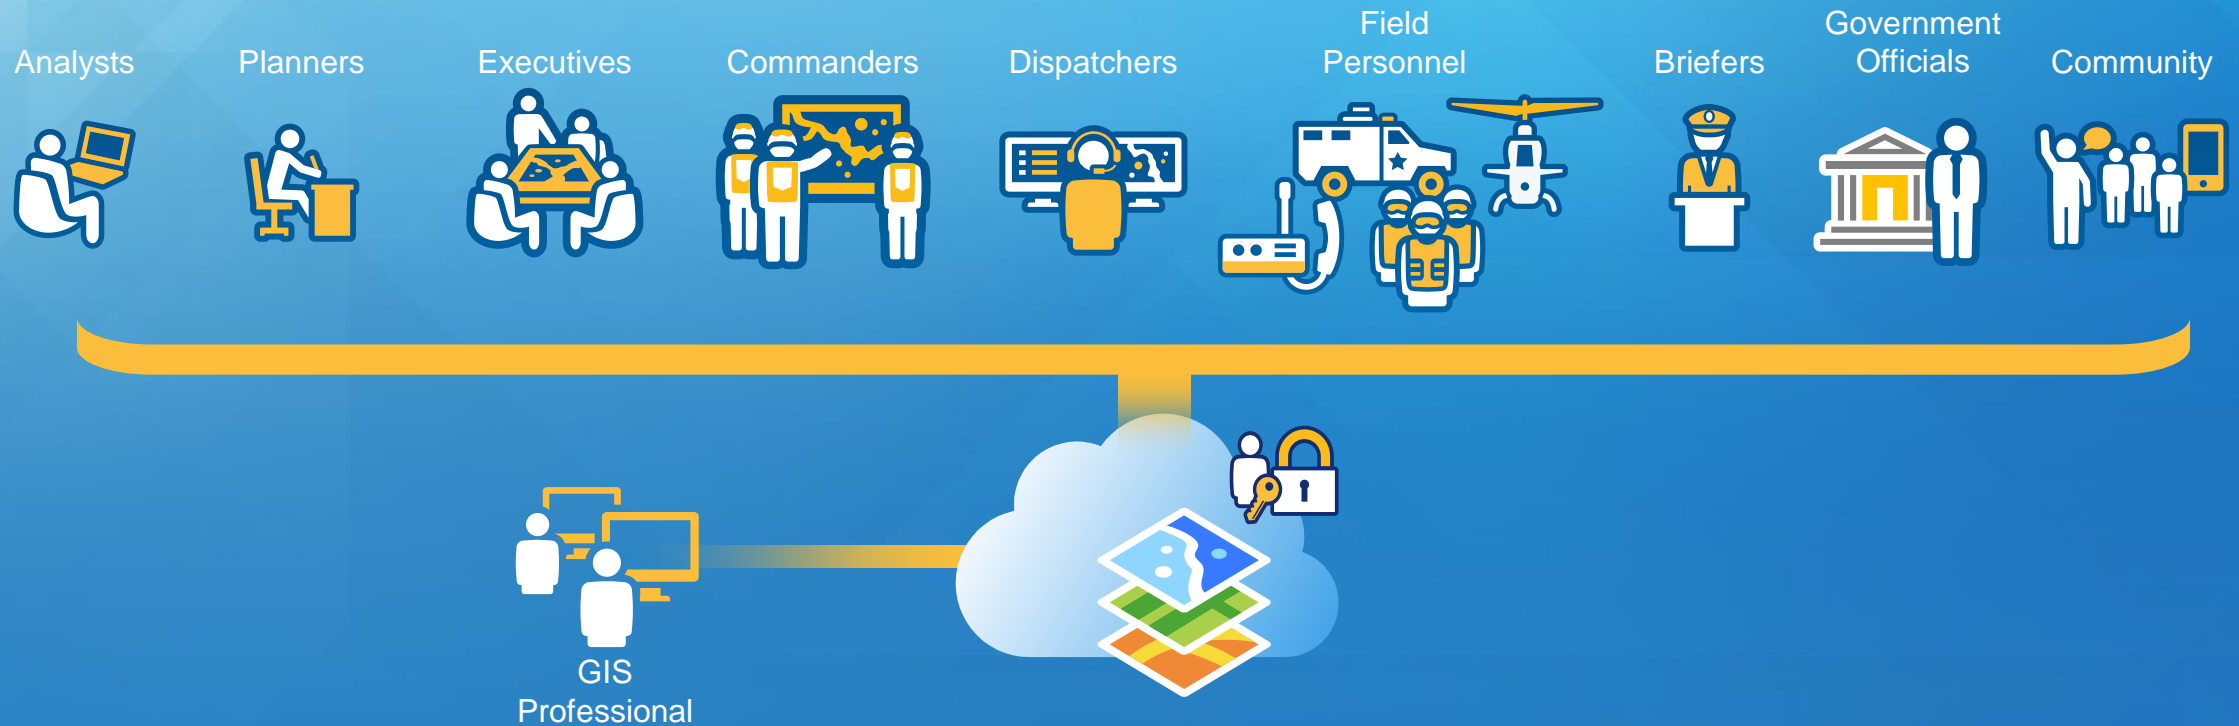 Analysts
Planners
Executives
Commanders
Dispatchers
Field
Personnel
Briefers
Government
Officials
Community
GIS
Professional